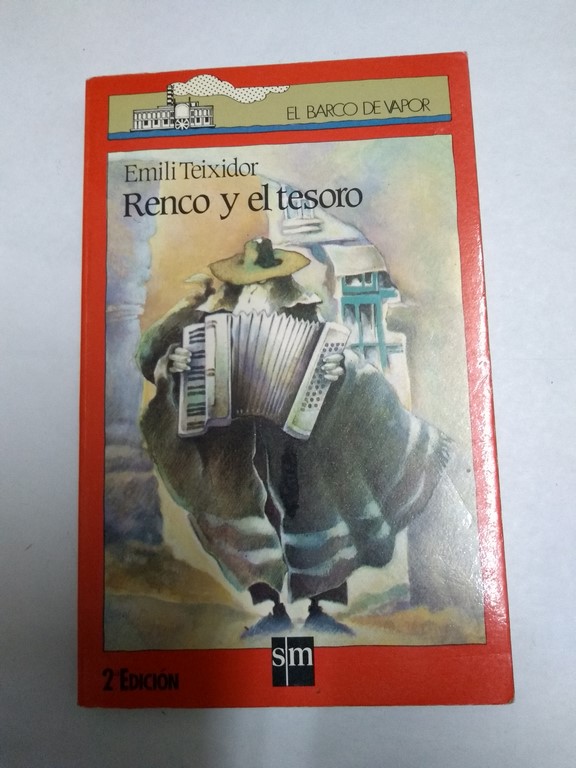 EL BARCO DE VAPOR
Emili Teixidor
Renco y el tesoro
sm
2ª EDICIÓN